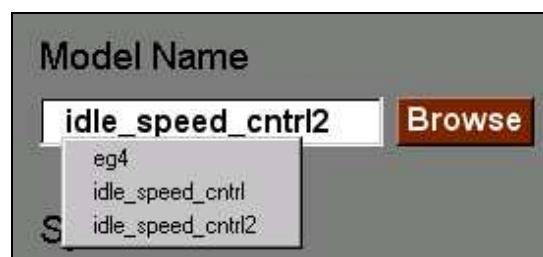 Model Name
idle_speed_cntrl2 Browse
eg4
idle_speed_cntrl
idle_speed_cntrl2